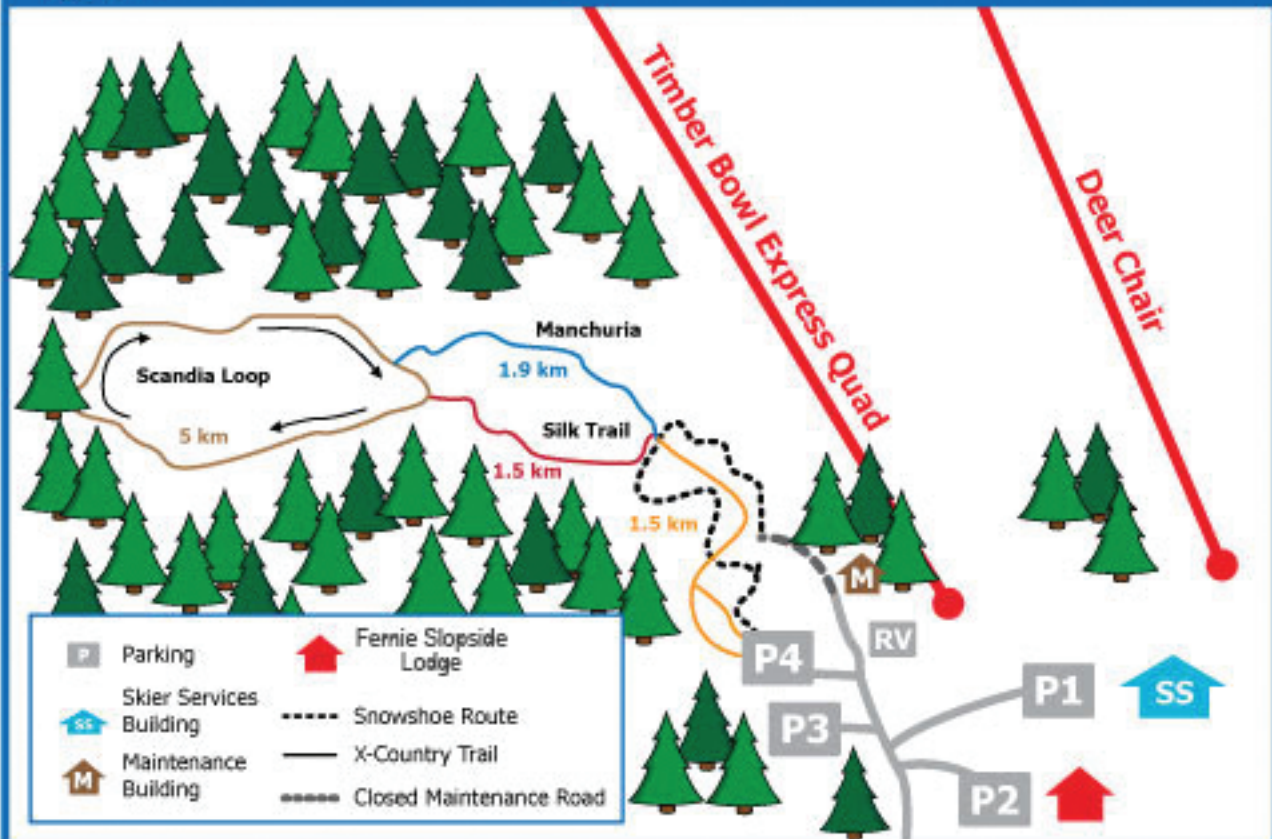 Timber Bowl Express Quad
Deer Chair
Manchuria
1.9 km
Scandia Loop
5 km
Silk Trail
1.5 km
1.5 km
M
RV
P4
P1
SS
P3
P2
P Parking
SS Skier Services
Building
M Maintenance
Building
Fernie Slopside
Lodge
Snowshoe Route
X-Country Trail
Closed Maintenance Road